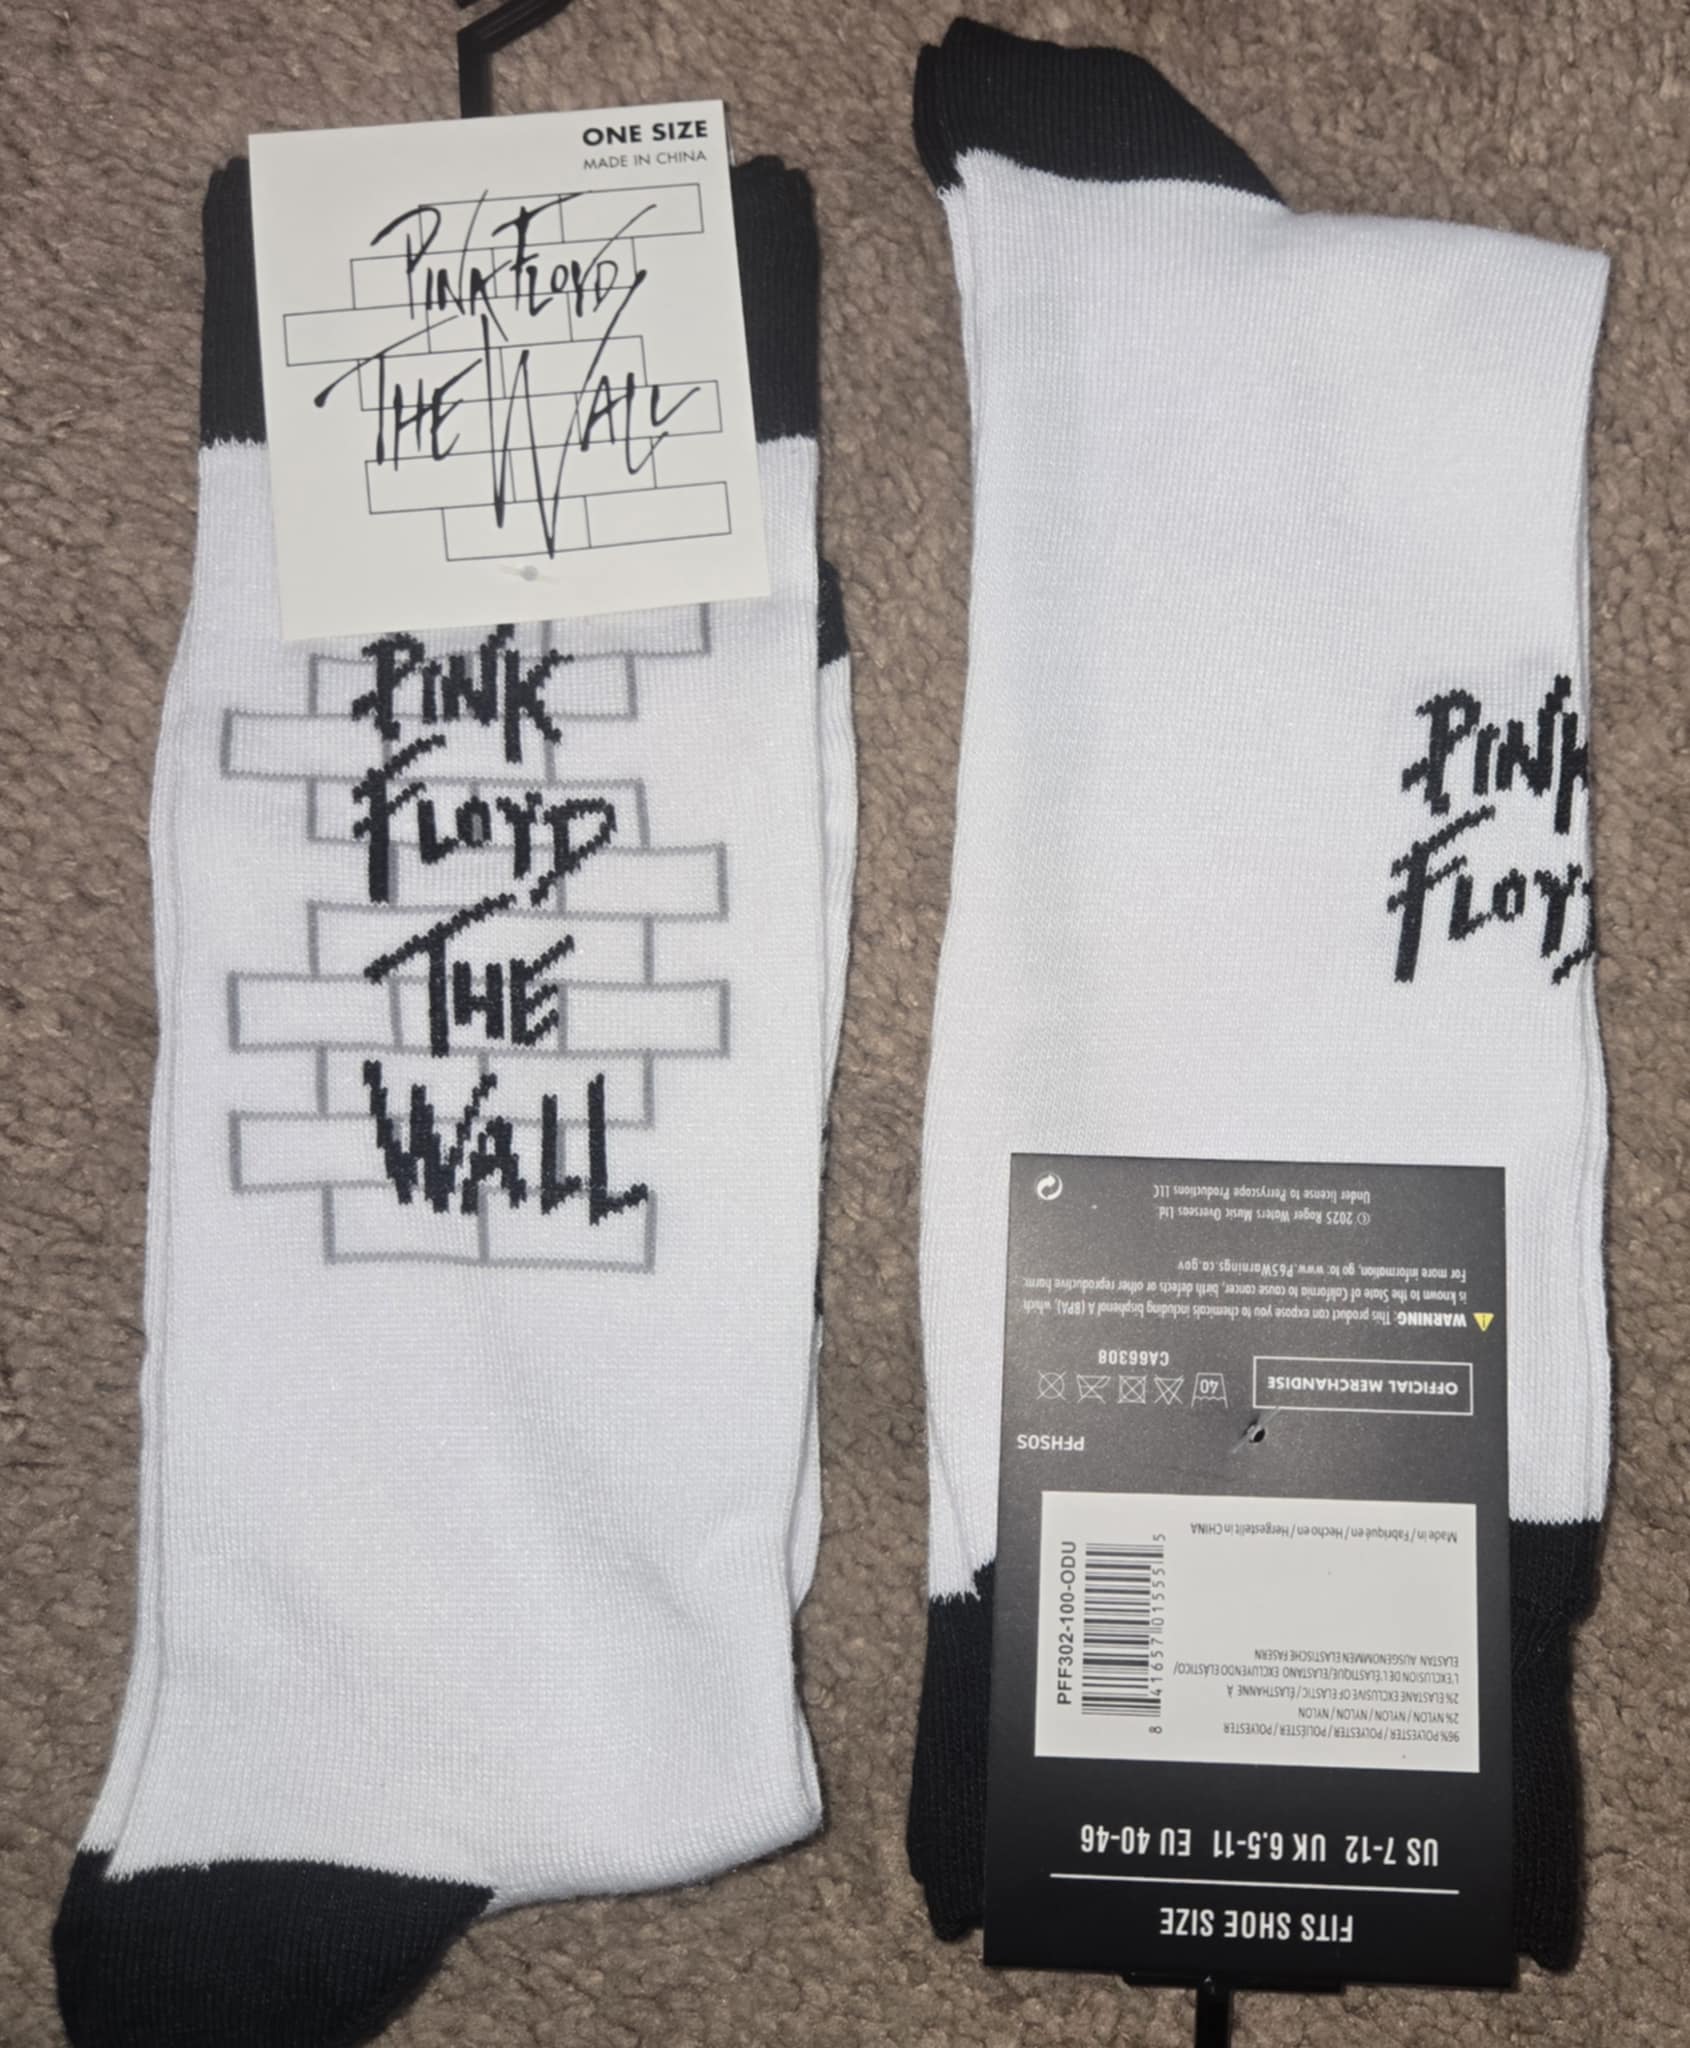 ONE SIZE
MADE IN CHINA
PINK FLOYD
THE WALL
PINK
FLOYD
THE
WALL
PINK
FLOYD
FITS SHOE SIZE
US 7-12 UK 6.5-11 EU 40-46
96% POLYESTER / POLYESTER / POLIÉSTER / POLYESTER
2% NYLON / NYLON / NYLON / NYLON
2% ELASTANE EXCLUSIVE OF ELASTIC / ÉLASTHANNE À
L'EXCLUSION DE L'ÉLASTIQUE/ELASTANO EXCLUYENDO ELÁSTICO/
ELASTAN AUSGENOMMEN ELASTISCHE FASERN
Made in / Fabriqué en / Hecho en / Hergestellt in CHINA
8 41657 01555 5
PFF302-100-ODU
PFHSOS
OFFICIAL MERCHANDISE
40
CA66308
WARNING: This product can expose you to chemicals including bisphenol A (BPA), which
is known to the State of California to cause cancer, birth defects or other reproductive harm.
For more information, go to: www.P65Warnings.ca.gov
© 2025 Roger Waters Music Overseas Ltd.
Under license to Perryscope Productions LLC